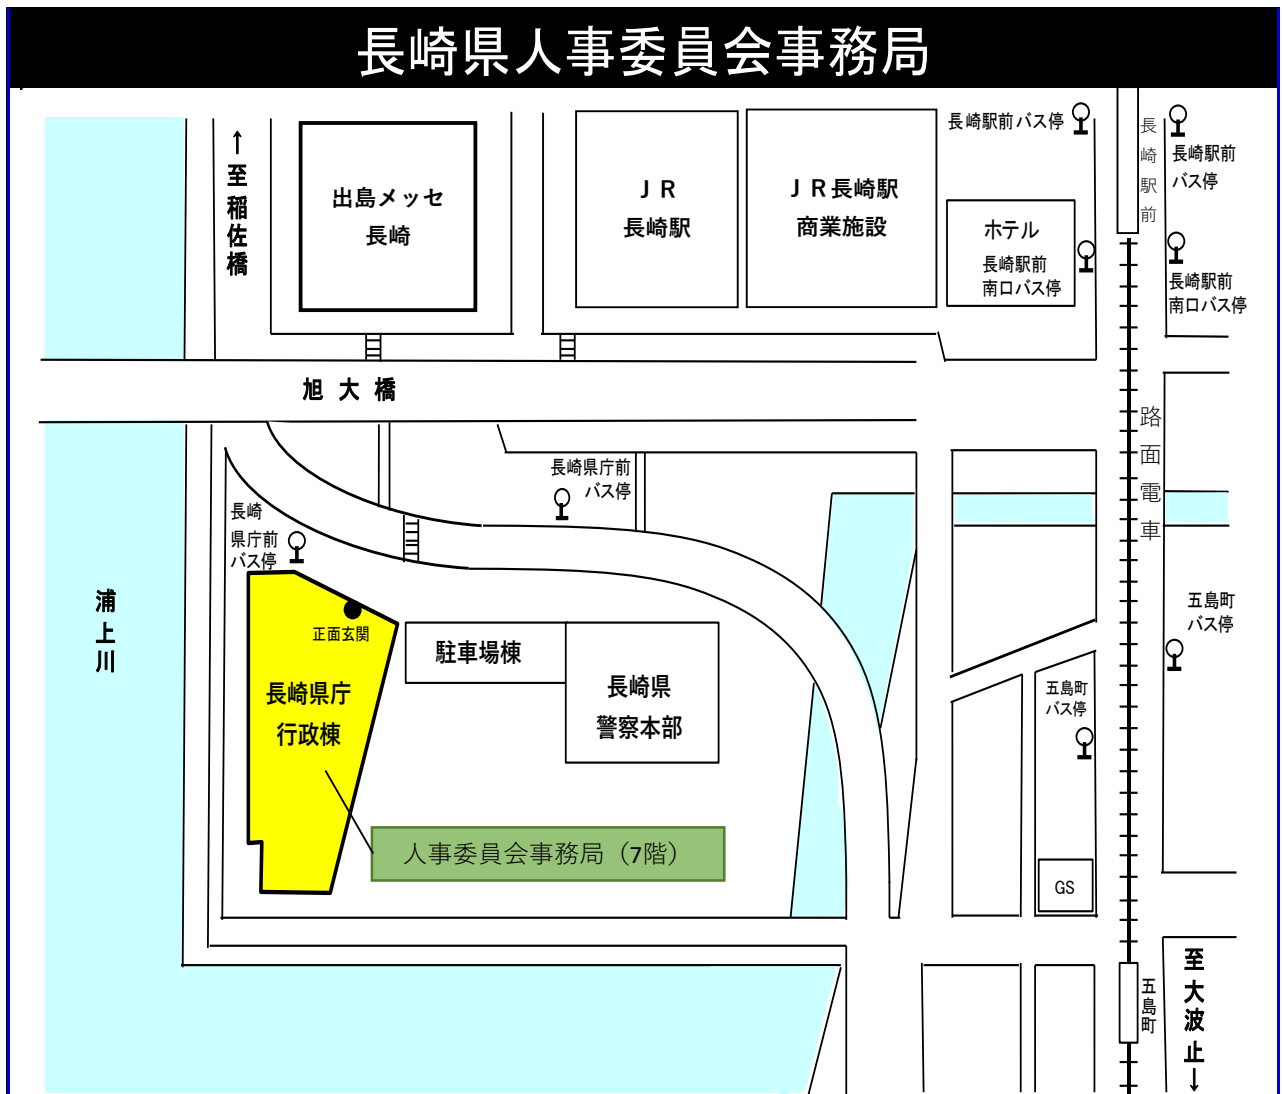 長崎県人事委員会事務局
長崎駅前バス停
長崎駅前
長崎駅前
バス停
↑至稲佐橋
出島メッセ
長崎
ＪＲ
長崎駅
ＪＲ長崎駅
商業施設
ホテル
長崎駅前
南口バス停
長崎駅前
南口バス停
旭大橋
路面電車
長崎県庁前
バス停
長崎
県庁前
バス停
浦上川
正面玄関
駐車場棟
長崎県
警察本部
長崎県庁
行政棟
五島町
バス停
五島町
バス停
人事委員会事務局（7階）
GS
五島町
至大波止↓